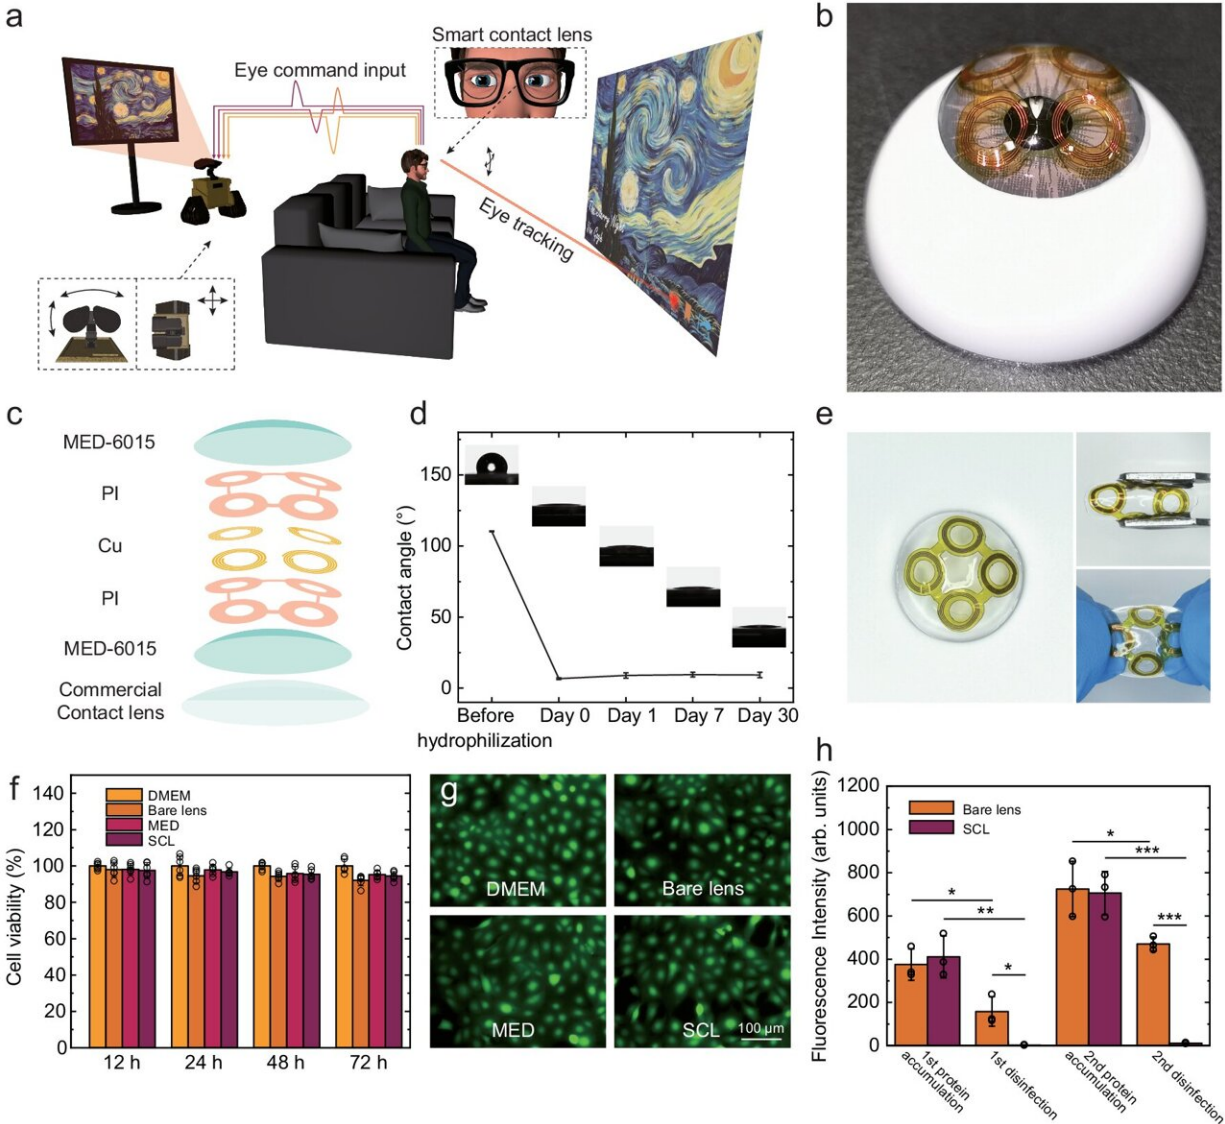 a
Smart contact lens
Eye command input
Eye tracking
b
c
MED-6015
PI
Cu
PI
MED-6015
Commercial
Contact lens
d
Contact angle (°)
150
100
50
0
Before
hydrophilization
Day 0
Day 1
Day 7
Day 30
e
f
Cell viability (%)
140
120
100
80
60
40
20
0
DMEM
Bare lens
MED
SCL
12 h
24 h
48 h
72 h
g
DMEM
Bare lens
MED
SCL
100 µm
h
Fluorescence Intensity (arb. units)
1200
1000
800
600
400
200
0
Bare lens
SCL
*
**
*
*
***
***
1st protein
accumulation
1st disinfection
2nd protein
accumulation
2nd disinfection